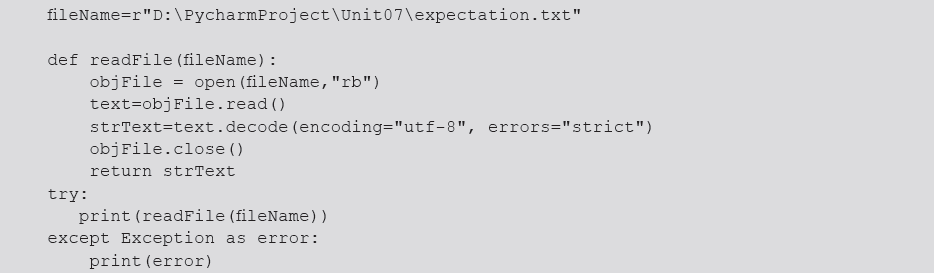 fileName=r"D:\PycharmProject\Unit07\expectation.txt"
def readFile(fileName):
    objFile = open(fileName,"rb")
    text=objFile.read()
    strText=text.decode(encoding="utf-8", errors="strict")
    objFile.close()
    return strText
try:
   print(readFile(fileName))
except Exception as error:
    print(error)